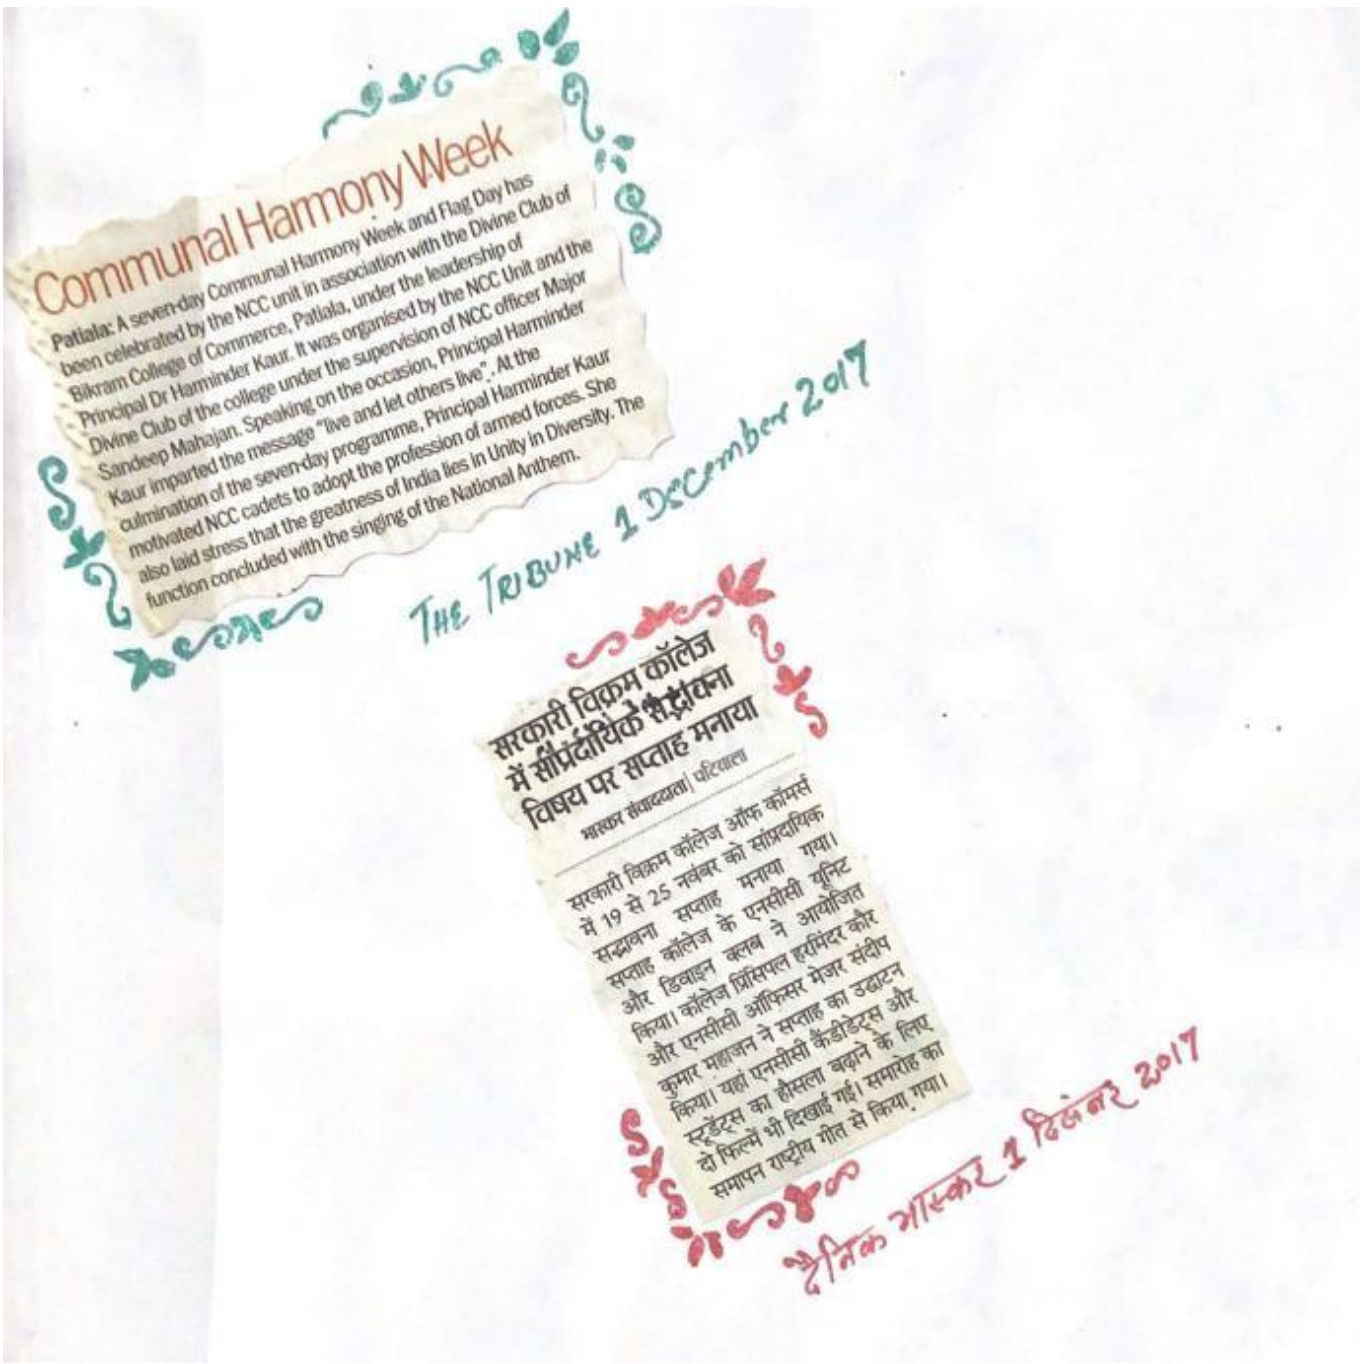 Communal Harmony Week
Patiala: A seven-day Communal Harmony Week and Flag Day has
been celebrated by the NCC unit in association with the Divine Club of
Bikram College of Commerce, Patiala, under the leadership of
Principal Dr Harminder Kaur. It was organised by the NCC Unit and the
Divine Club of the college under the supervision of NCC officer Major
Sandeep Mahajan. Speaking on the occasion, Principal Harminder
Kaur imparted the message "live and let others live". At the
culmination of the seven-day programme, Principal Harminder Kaur
motivated NCC cadets to adopt the profession of armed forces. She
also laid stress that the greatness of India lies in Unity in Diversity. The
function concluded with the singing of the National Anthem.
THE TRIBUNE 1 December 2017
सरकारी विक्रम कॉलेज
में सांप्रदायिक सद्भावना
विषय पर सप्ताह मनाया
भास्कर संवाददाता| पटियाला
सरकारी विक्रम कॉलेज ऑफ कॉमर्स
में 19 से 25 नवंबर को सांप्रदायिक
सद्भावना सप्ताह मनाया गया।
सप्ताह कॉलेज के एनसीसी यूनिट
और डिवाइन क्लब ने आयोजित
किया। कॉलेज प्रिंसिपल हरमिंदर कौर
और एनसीसी ऑफिसर मेजर संदीप
कुमार महाजन ने सप्ताह का उद्घाटन
किया। यहां एनसीसी कैंडीडेट्स और
स्टूडेंट्स का हौसला बढ़ाने के लिए
दो फिल्में भी दिखाई गई। समारोह का
समापन राष्ट्रीय गीत से किया गया।
दैनिक भास्कर 1 दिसंबर 2017